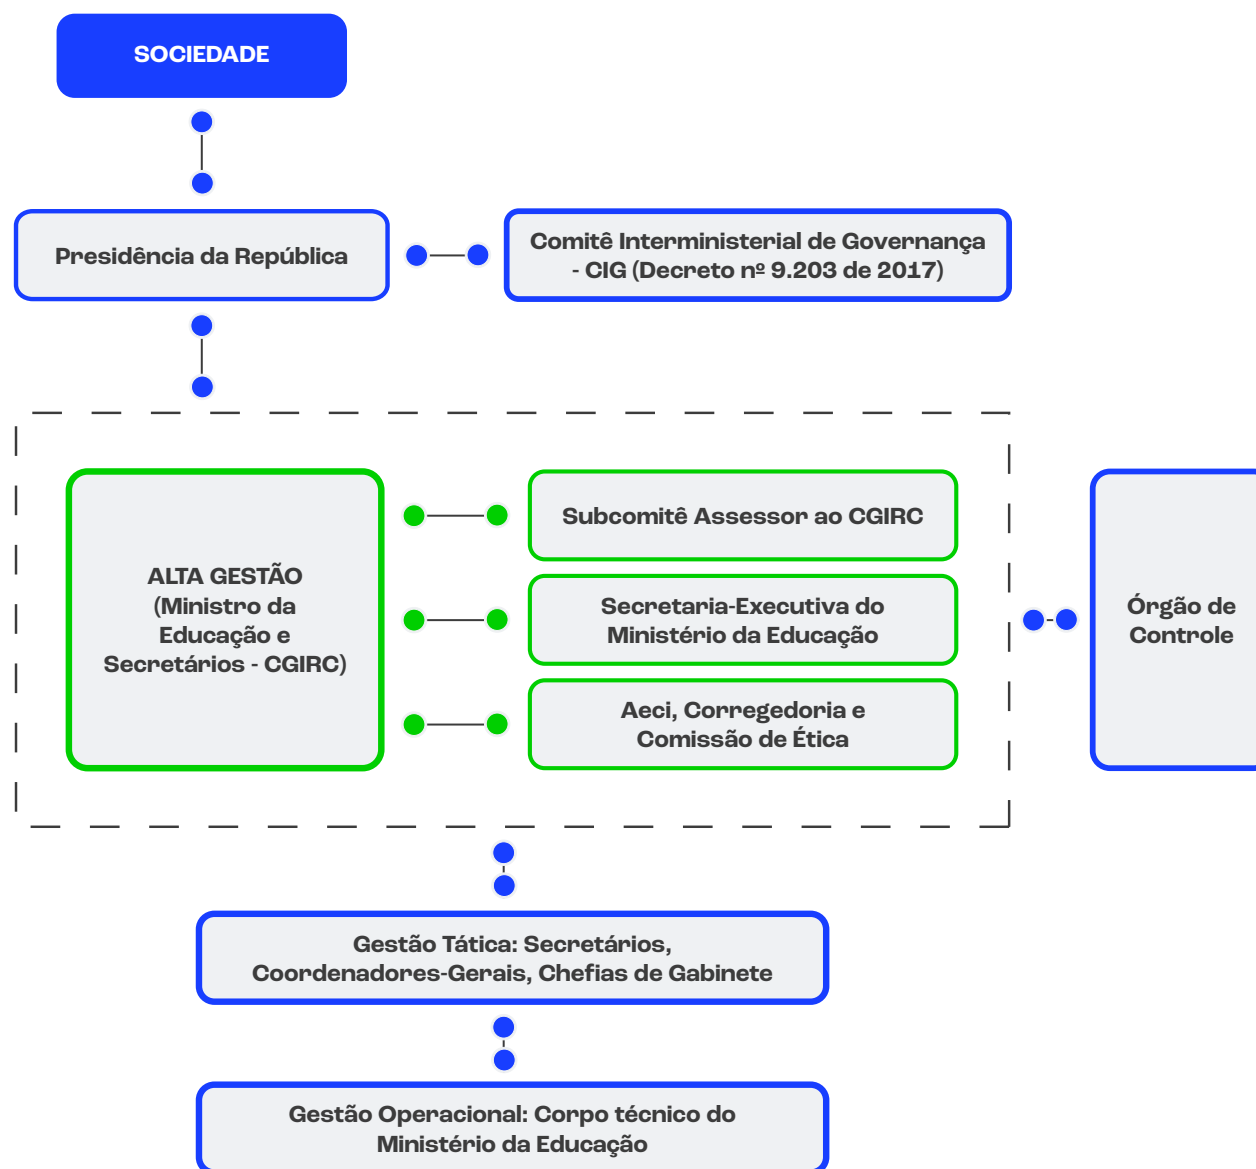 SOCIEDADE
Presidência da República
Comitê Interministerial de Governança
- CIG (Decreto nº 9.203 de 2017)
ALTA GESTÃO
(Ministro da
Educação e
Secretários - CGIRC)
Subcomitê Assessor ao CGIRC
Secretaria-Executiva do
Ministério da Educação
Aeci, Corregedoria e
Comissão de Ética
Órgão de
Controle
Gestão Tática: Secretários,
Coordenadores-Gerais, Chefias de Gabinete
Gestão Operacional: Corpo técnico do
Ministério da Educação